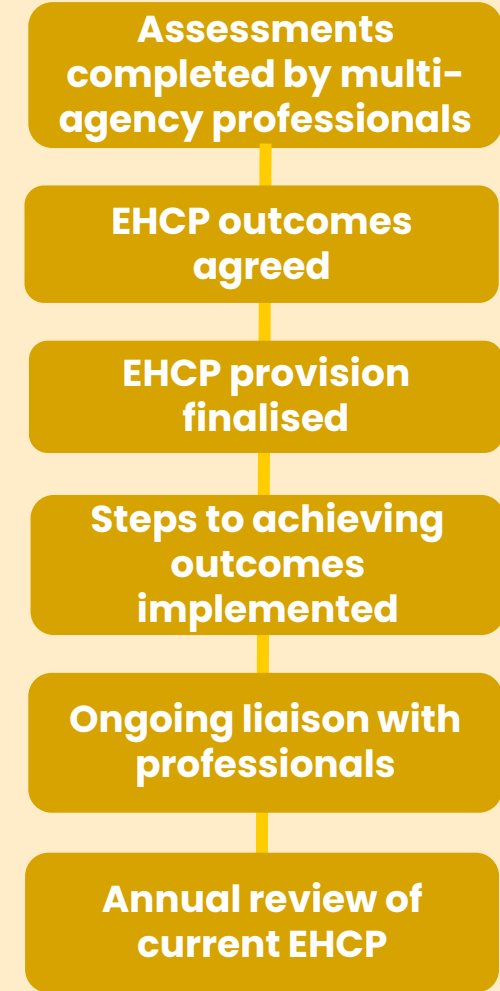 Assessments
completed by multi-
agency professionals
EHCP outcomes
agreed
EHCP provision
finalised
Steps to achieving
outcomes
implemented
Ongoing liaison with
professionals
Annual review of
current EHCP